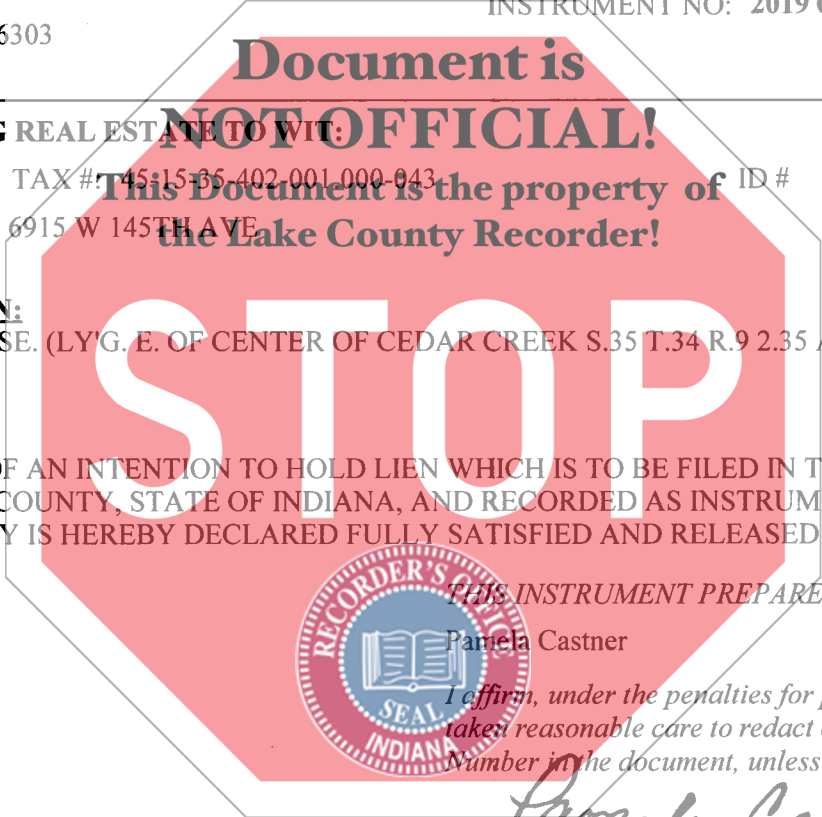 INSTRUMENT NO: 2019
6303
Document is
NOT OFFICIAL!
REAL ESTATE TO WIT:
TAX #: 45-15-35-402-001.000-043 ID #
This Document is the property of
6915 W 145TH AVE
the Lake County Recorder!
N:
SE. (LY'G. E. OF CENTER OF CEDAR CREEK S.35 T.34 R.9 2.35
STOP
OF AN INTENTION TO HOLD LIEN WHICH IS TO BE FILED IN T
COUNTY, STATE OF INDIANA, AND RECORDED AS INSTRUM
Y IS HEREBY DECLARED FULLY SATISFIED AND RELEASED
RECORDER'S OFFICE
SEAL
INDIANA
THIS INSTRUMENT PREPARE
Pamela Castner
I affirm, under the penalties for
taken reasonable care to redact
Number in the document, unless